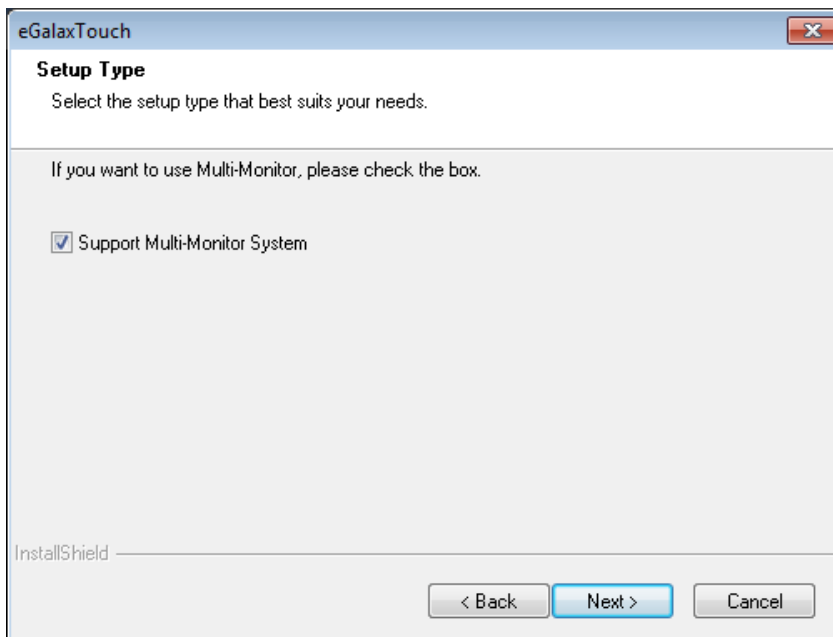 eGalaxTouch
Setup Type
Select the setup type that best suits your needs.
If you want to use Multi-Monitor, please check the box.
Support Multi-Monitor System
InstallShield
< Back Next > Cancel